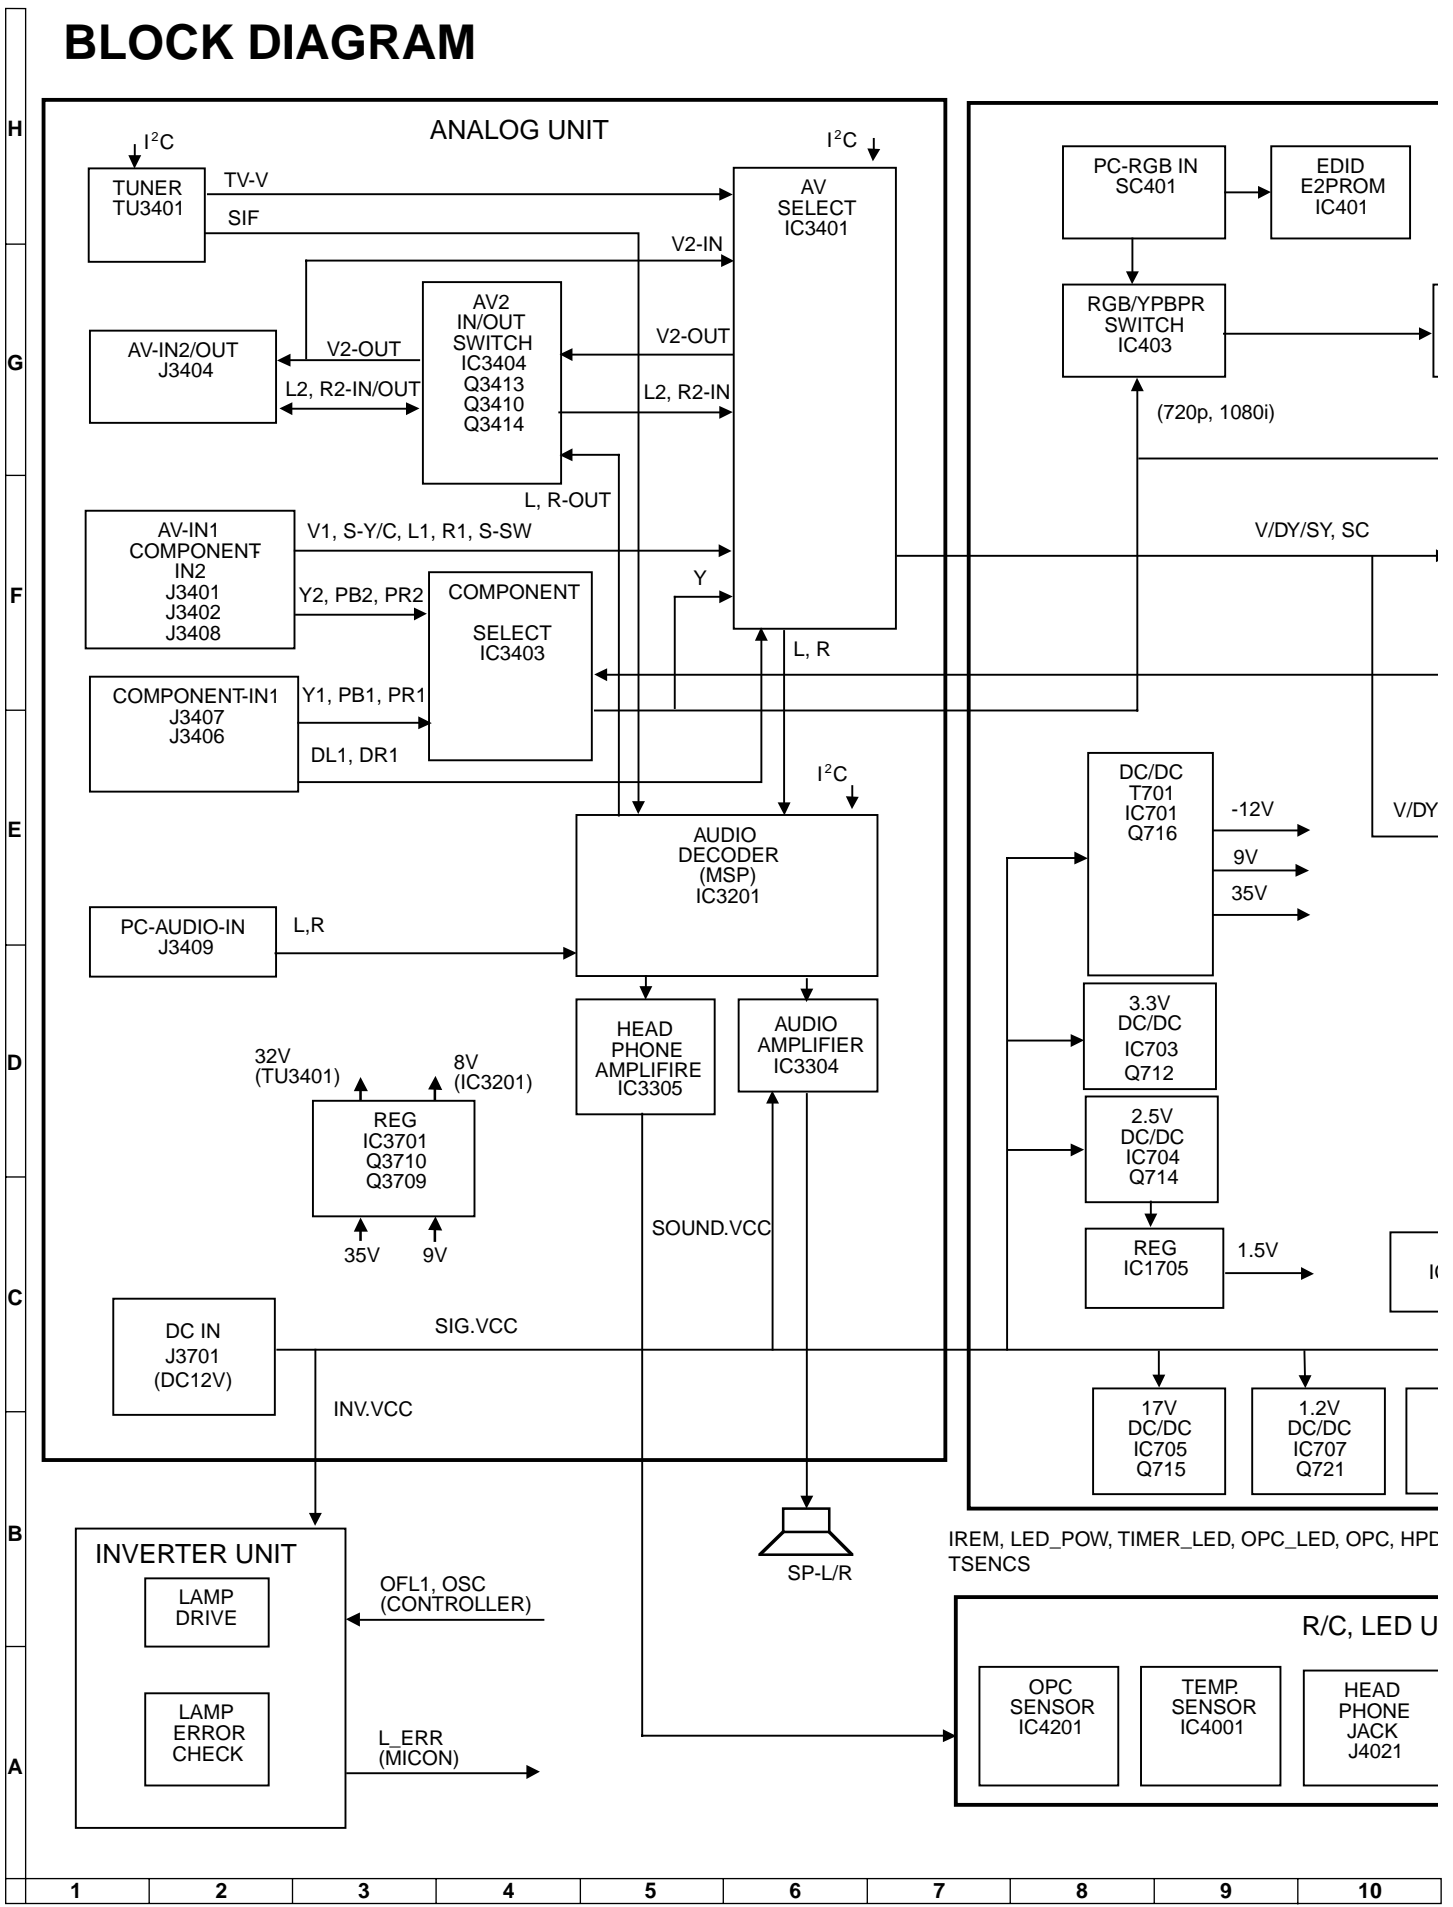 BLOCK DIAGRAM
H
G
F
E
D
C
B
A
ANALOG UNIT
I2C
TUNER
TU3401
TV-V
SIF
I2C
AV
SELECT
IC3401
V2-IN
AV2
IN/OUT
SWITCH
IC3404
Q3413
Q3410
Q3414
AV-IN2/OUT
J3404
V2-OUT
L2, R2-IN/OUT
V2-OUT
L2, R2-IN
L, R-OUT
AV-IN1
COMPONENT-
IN2
J3401
J3402
J3408
V1, S-Y/C, L1, R1, S-SW
Y2, PB2, PR2
COMPONENT
SELECT
IC3403
Y
L, R
COMPONENT-IN1
J3407
J3406
Y1, PB1, PR1
DL1, DR1
I2C
AUDIO
DECODER
(MSP)
IC3201
PC-AUDIO-IN
J3409
L,R
HEAD
PHONE
AMPLIFIRE
IC3305
AUDIO
AMPLIFIER
IC3304
32V
(TU3401)
8V
(IC3201)
REG
IC3701
Q3710
Q3709
35V
9V
SOUND.VCC
DC IN
J3701
(DC12V)
SIG.VCC
INV.VCC
SP-L/R
INVERTER UNIT
LAMP
DRIVE
LAMP
ERROR
CHECK
OFL1, OSC
(CONTROLLER)
L_ERR
(MICON)
PC-RGB IN
SC401
EDID
E2PROM
IC401
RGB/YPBPR
SWITCH
IC403
(720p, 1080i)
V/DY/SY, SC
V/DY
DC/DC
T701
IC701
Q716
-12V
9V
35V
3.3V
DC/DC
IC703
Q712
2.5V
DC/DC
IC704
Q714
REG
IC1705
1.5V
17V
DC/DC
IC705
Q715
1.2V
DC/DC
IC707
Q721
IREM, LED_POW, TIMER_LED, OPC_LED, OPC, HPD
TSENCS
R/C, LED U
OPC
SENSOR
IC4201
TEMP.
SENSOR
IC4001
HEAD
PHONE
JACK
J4021
1 2 3 4 5 6 7 8 9 10